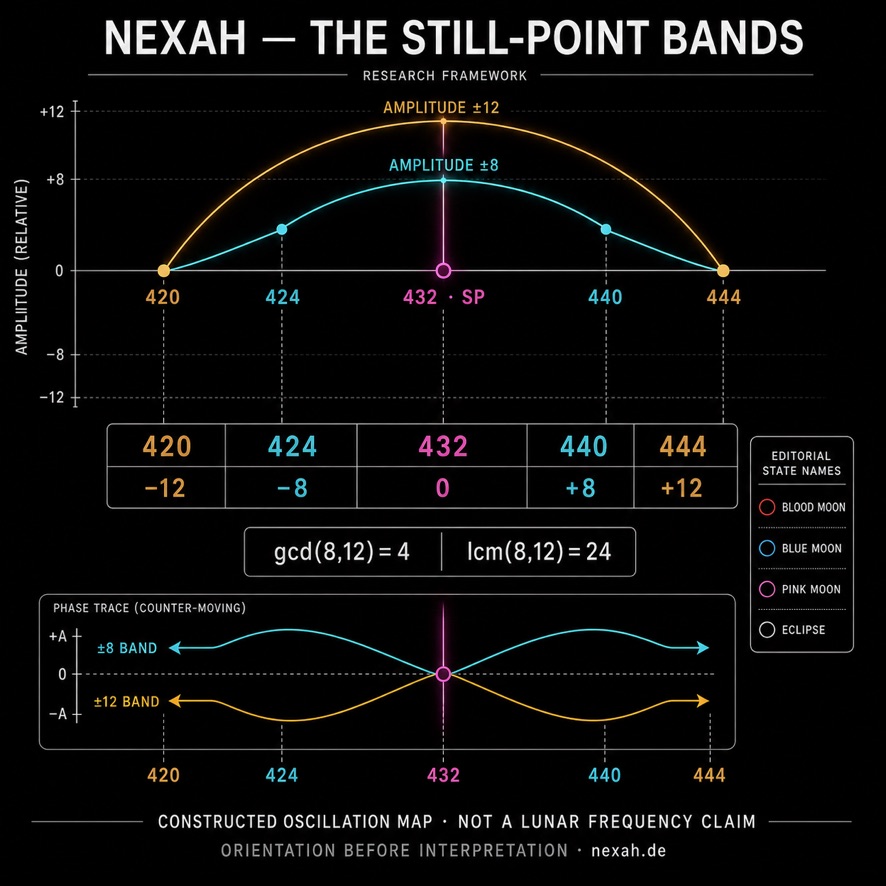 NEXAH — THE STILL-POINT BANDS
RESEARCH FRAMEWORK
AMPLITUDE (RELATIVE)
+12
AMPLITUDE ±12
AMPLITUDE ±8
+8
0
420 424 432 · SP 440 444
−8
−12
420 424 432 440 444
−12 −8 0 +8 +12
EDITORIAL
STATE NAMES
BLOOD MOON
BLUE MOON
PINK MOON
ECLIPSE
gcd(8,12) = 4 lcm(8,12) = 24
PHASE TRACE (COUNTER-MOVING)
+A
±8 BAND
0
±12 BAND
−A
420 424 432 440 444
CONSTRUCTED OSCILLATION MAP · NOT A LUNAR FREQUENCY CLAIM
ORIENTATION BEFORE INTERPRETATION · nexah.de